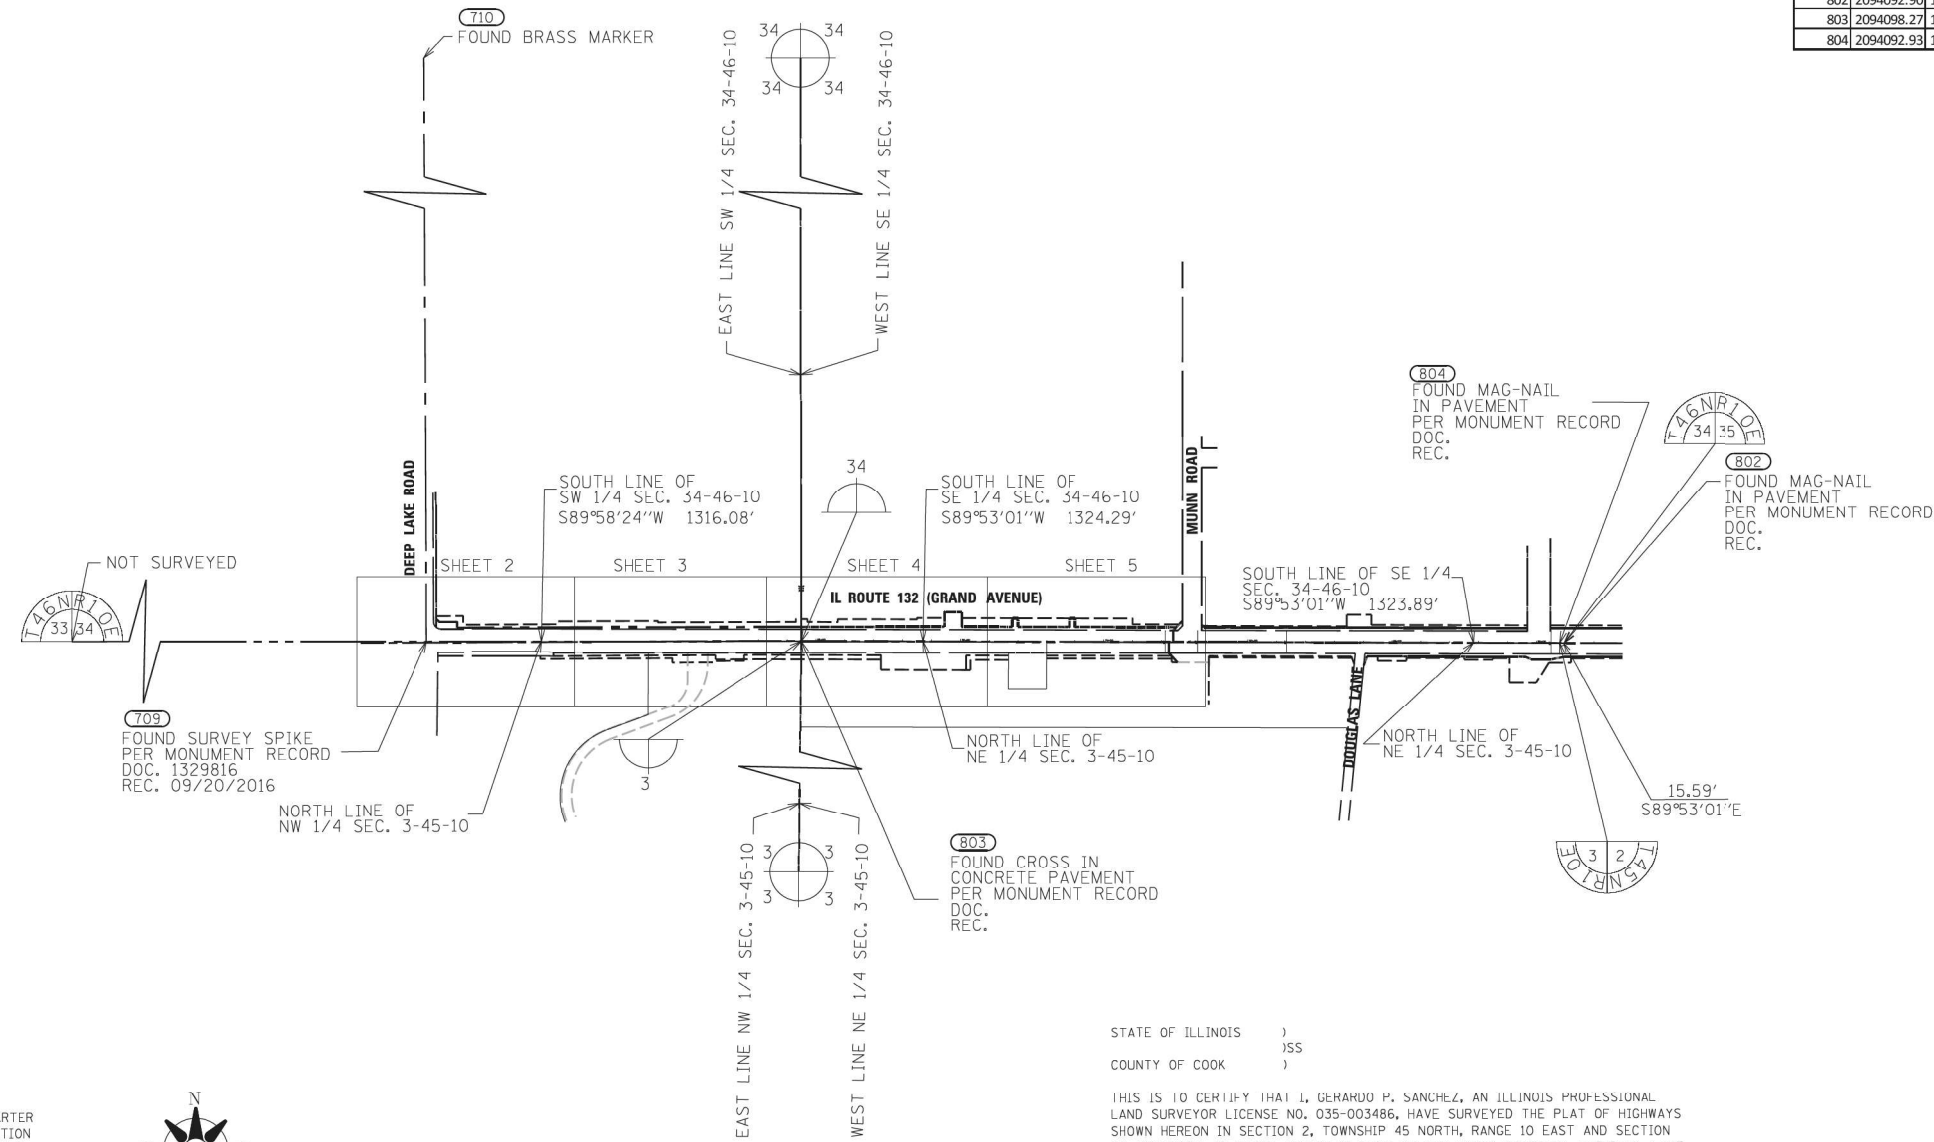 802 2094092.90
803 2094098.27
804 2094092.93
710
FOUND BRASS MARKER
34 34
34 34
EAST LINE SW 1/4 SEC. 34-46-10
WEST LINE SE 1/4 SEC. 34-46-10
DEEP LAKE ROAD
MUNN ROAD
804
FOUND MAG-NAIL
IN PAVEMENT
PER MONUMENT RECORD
DOC.
REC.
T46NR10E
34 35
802
FOUND MAG-NAIL
IN PAVEMENT
PER MONUMENT RECORD
DOC.
REC.
SOUTH LINE OF
SW 1/4 SEC. 34-46-10
S89°58'24"W 1316.08'
34
SOUTH LINE OF
SE 1/4 SEC. 34-46-10
S89°53'01"W 1324.29'
NOT SURVEYED
T46NR10E
33 34
SHEET 2
SHEET 3
SHEET 4
SHEET 5
IL ROUTE 132 (GRAND AVENUE)
SOUTH LINE OF SE 1/4
SEC. 34-46-10
S89°53'01"W 1323.89'
709
FOUND SURVEY SPIKE
PER MONUMENT RECORD
DOC. 1329816
REC. 09/20/2016
NORTH LINE OF
NW 1/4 SEC. 3-45-10
3
NORTH LINE OF
NE 1/4 SEC. 3-45-10
DOUGLAS LANE
NORTH LINE OF
NE 1/4 SEC. 3-45-10
15.59'
S89°53'01"E
3 2
T45NR10E
803
FOUND CROSS IN
CONCRETE PAVEMENT
PER MONUMENT RECORD
DOC.
REC.
3 3
3 3
EAST LINE NW 1/4 SEC. 3-45-10
WEST LINE NE 1/4 SEC. 3-45-10
STATE OF ILLINOIS )
)SS
COUNTY OF COOK )
THIS IS TO CERTIFY THAT I, GERARDO P. SANCHEZ, AN ILLINOIS PROFESSIONAL
LAND SURVEYOR LICENSE NO. 035-003486, HAVE SURVEYED THE PLAT OF HIGHWAYS
SHOWN HEREON IN SECTION 2, TOWNSHIP 45 NORTH, RANGE 10 EAST AND SECTION
N